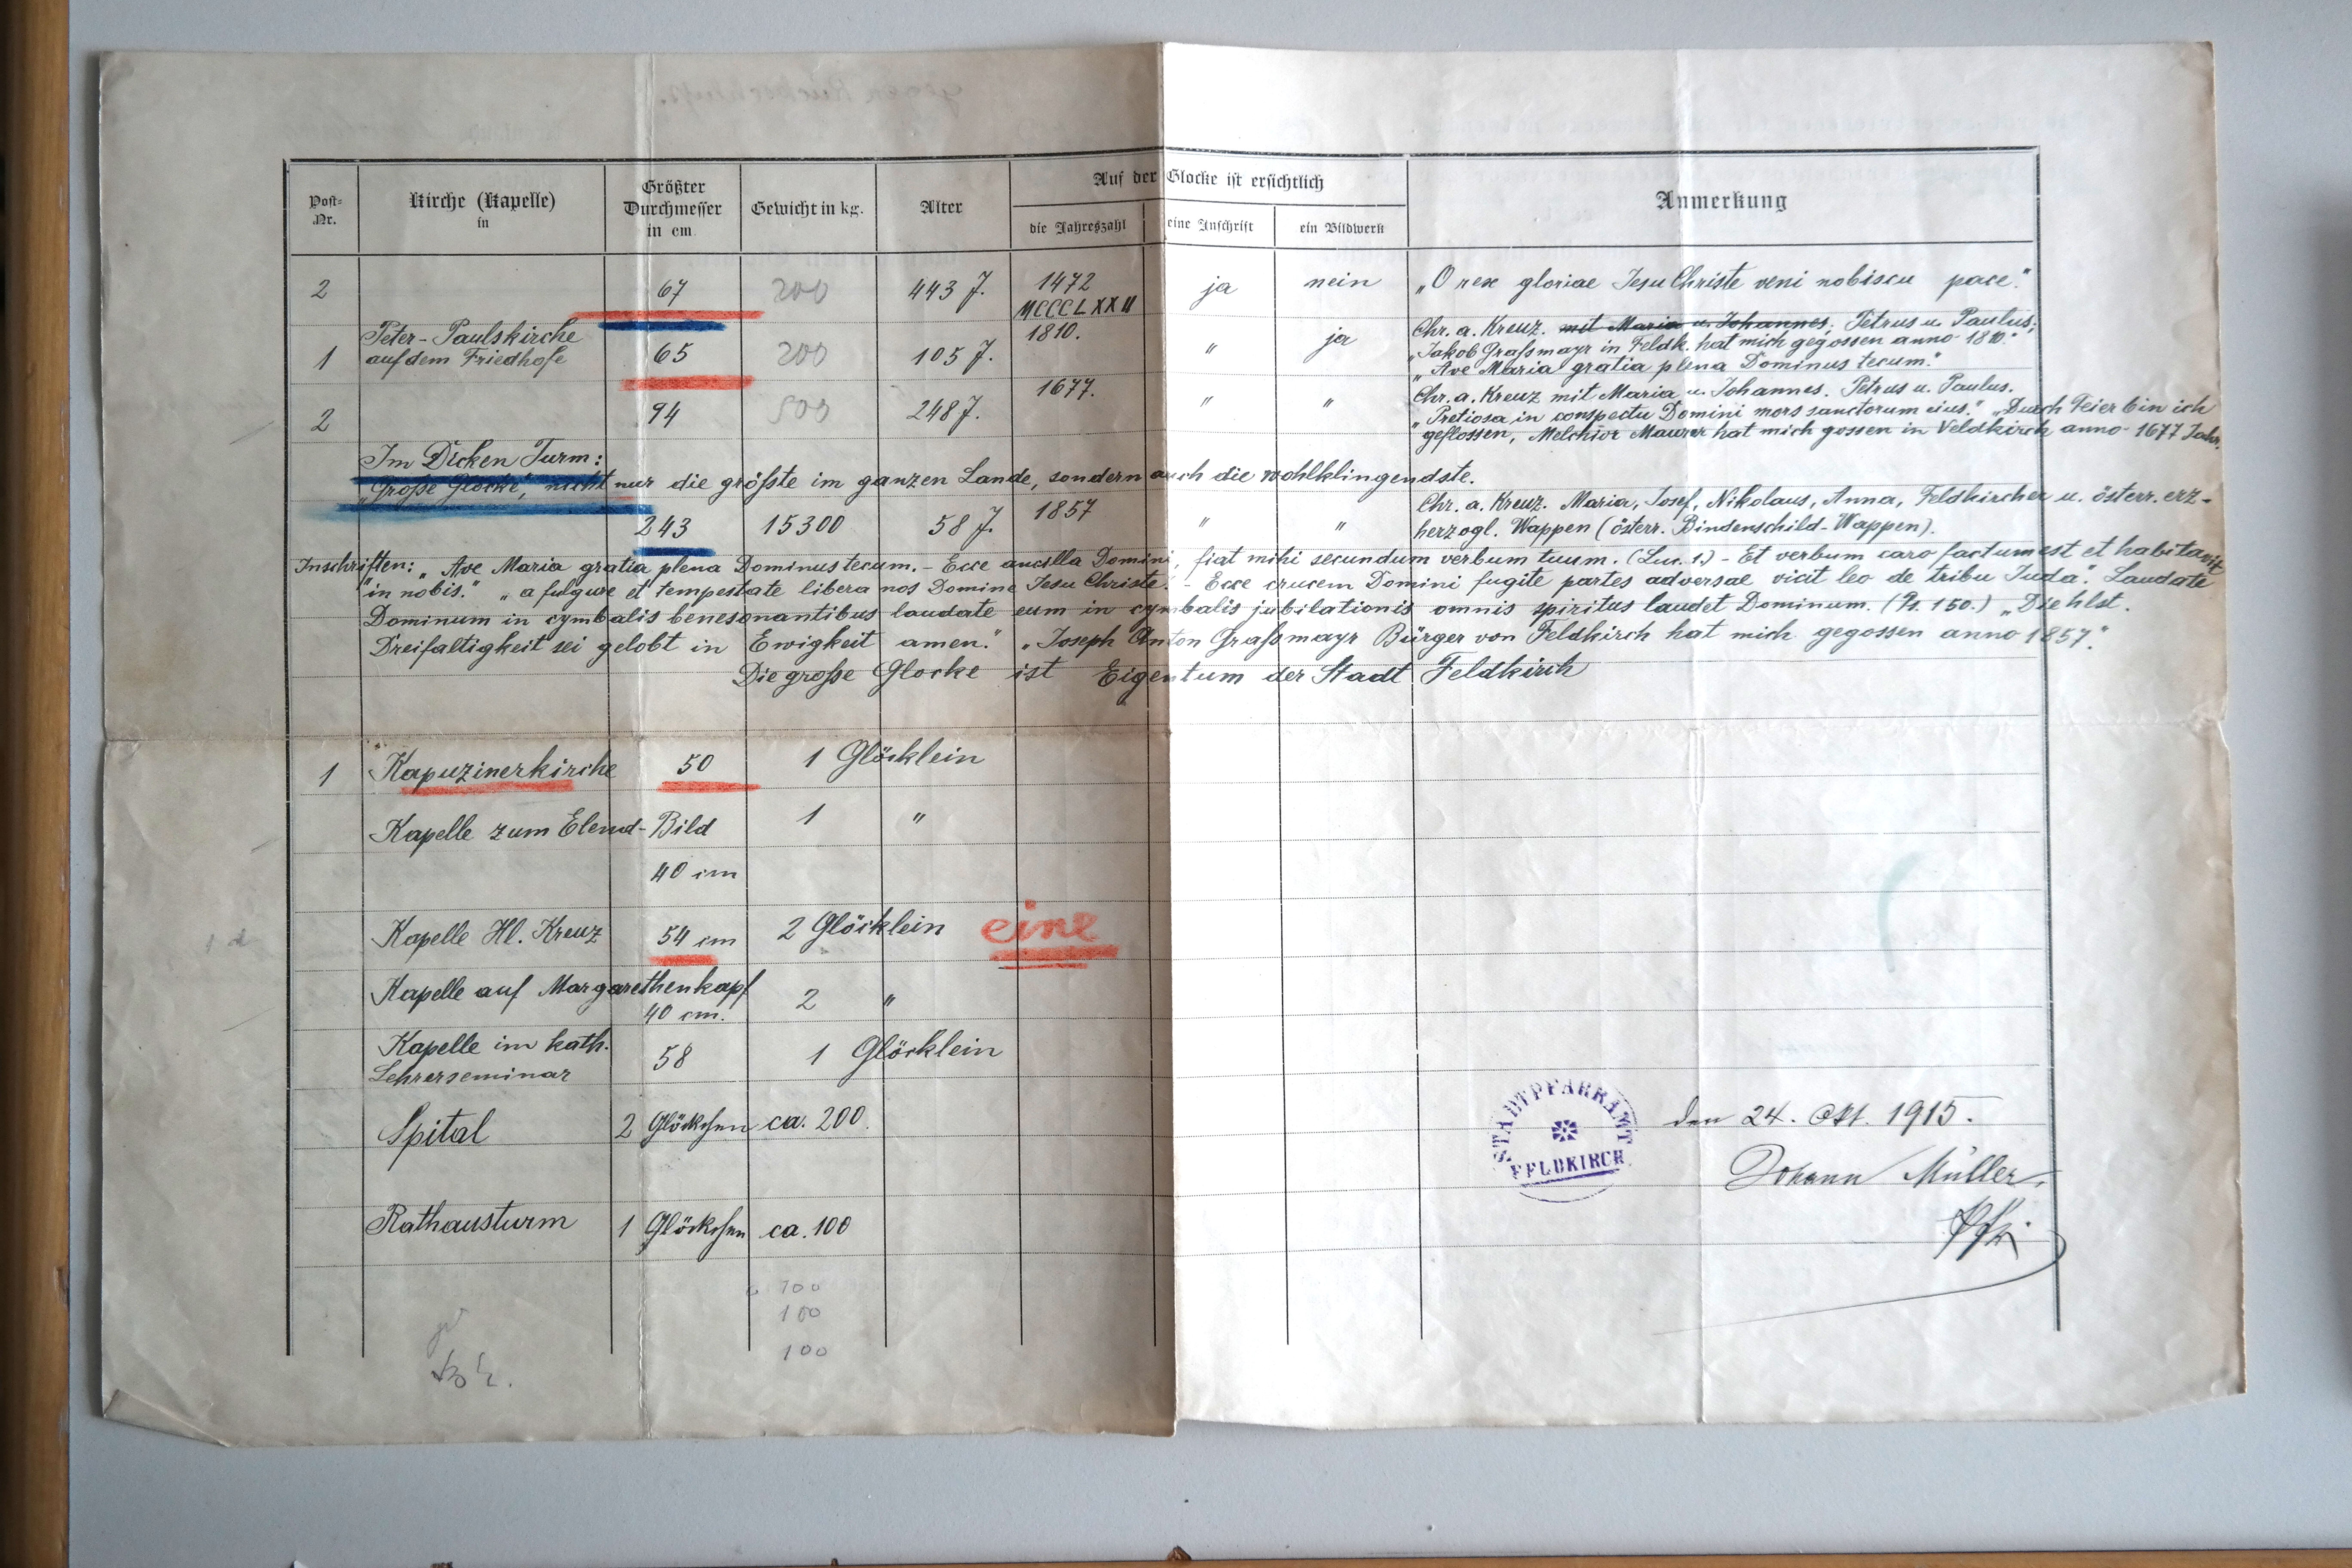 Post-Nr.
Kirche (Kapelle) in
Größter Durchmesser in cm
Gewicht in kg.
Alter
Auf der Glocke ist ersichtlich
die Jahreszahl
eine Inschrift
ein Bildwerk
Anmerkung
2 67 200 443 J. 1472 ja nein „O rex gloriae Jesu Christe veni nobiscu pace."
MCCCLXXII
Peter-Paulskirche 1810. Chr. a. Kreuz. mit Maria u. Johannes; Petrus u. Paulus;
1 auf dem Friedhofe 65 200 105 J. " ja „Jakob Graßmayr in Feldk. hat mich gegossen anno 1810."
„Ave Maria gratia plena Dominus tecum."
1677. Chr. a. Kreuz mit Maria u. Johannes. Petrus u. Paulus.
2 94 500 248 J. " " „Pretiosa in conspectu Domini mors sanctorum eius." „Durch Feier bin ich
geflossen, Melchior Maurer hat mich gossen in Veldkirch anno 1677 Jahr.
Im Dicken Turm:
„Große Glocke", nicht nur die größte im ganzen Lande, sondern auch die wohlklingendste.
Chr. a. Kreuz. Maria, Josef, Nikolaus, Anna, Feldkircher u. österr. erz-
243 15300 58 J. 1857 " " herzogl. Wappen (österr. Bindenschild-Wappen).
Inschriften: „Ave Maria gratia plena Dominus tecum. - Ecce ancilla Domini, fiat mihi secundum verbum tuum. (Luc. 1.) - Et verbum caro factum est et habitavit
in nobis." „a fulgure et tempestate libera nos Domine Jesu Christe. - Ecce crucem Domini fugite partes adversae vicit leo de tribu Juda". Laudate
Dominum in cymbalis benesonantibus laudate eum in cymbalis jubilationis omnis spiritus laudet Dominum. (Ps. 150.) „Die hlst.
Dreifaltigkeit sei gelobt in Ewigkeit amen." „Joseph Anton Graßmayr Bürger von Feldkirch hat mich gegossen anno 1857."
Die große Glocke ist Eigentum der Stadt Feldkirch
1 Kapuzinerkirche 50 1 Glöcklein
Kapelle zum Elend-Bild 1 "
40 cm
Kapelle Hl. Kreuz 54 cm 2 Glöcklein eine
Kapelle auf Margarethenkapf 2 "
40 cm.
Kapelle im kath. 58 1 Glöcklein
Lehrerseminar
Spital 2 Glöckchen ca. 200.
Rathausturm 1 Glöckchen ca. 100
100
100
100
STADTPFARRAMT
FELDKIRCH
den 24. Okt. 1915.
Johann Müller,